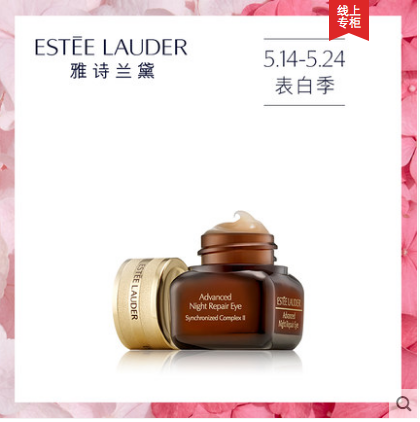 线上
专柜
ESTĒE LAUDER
雅诗兰黛
5.14-5.24
表白季
ESTĒE LAUDER
Advanced
Night Repair Eye
Synchronized Complex II
ESTĒE LAUDER
Advanced
Night Repair Eye